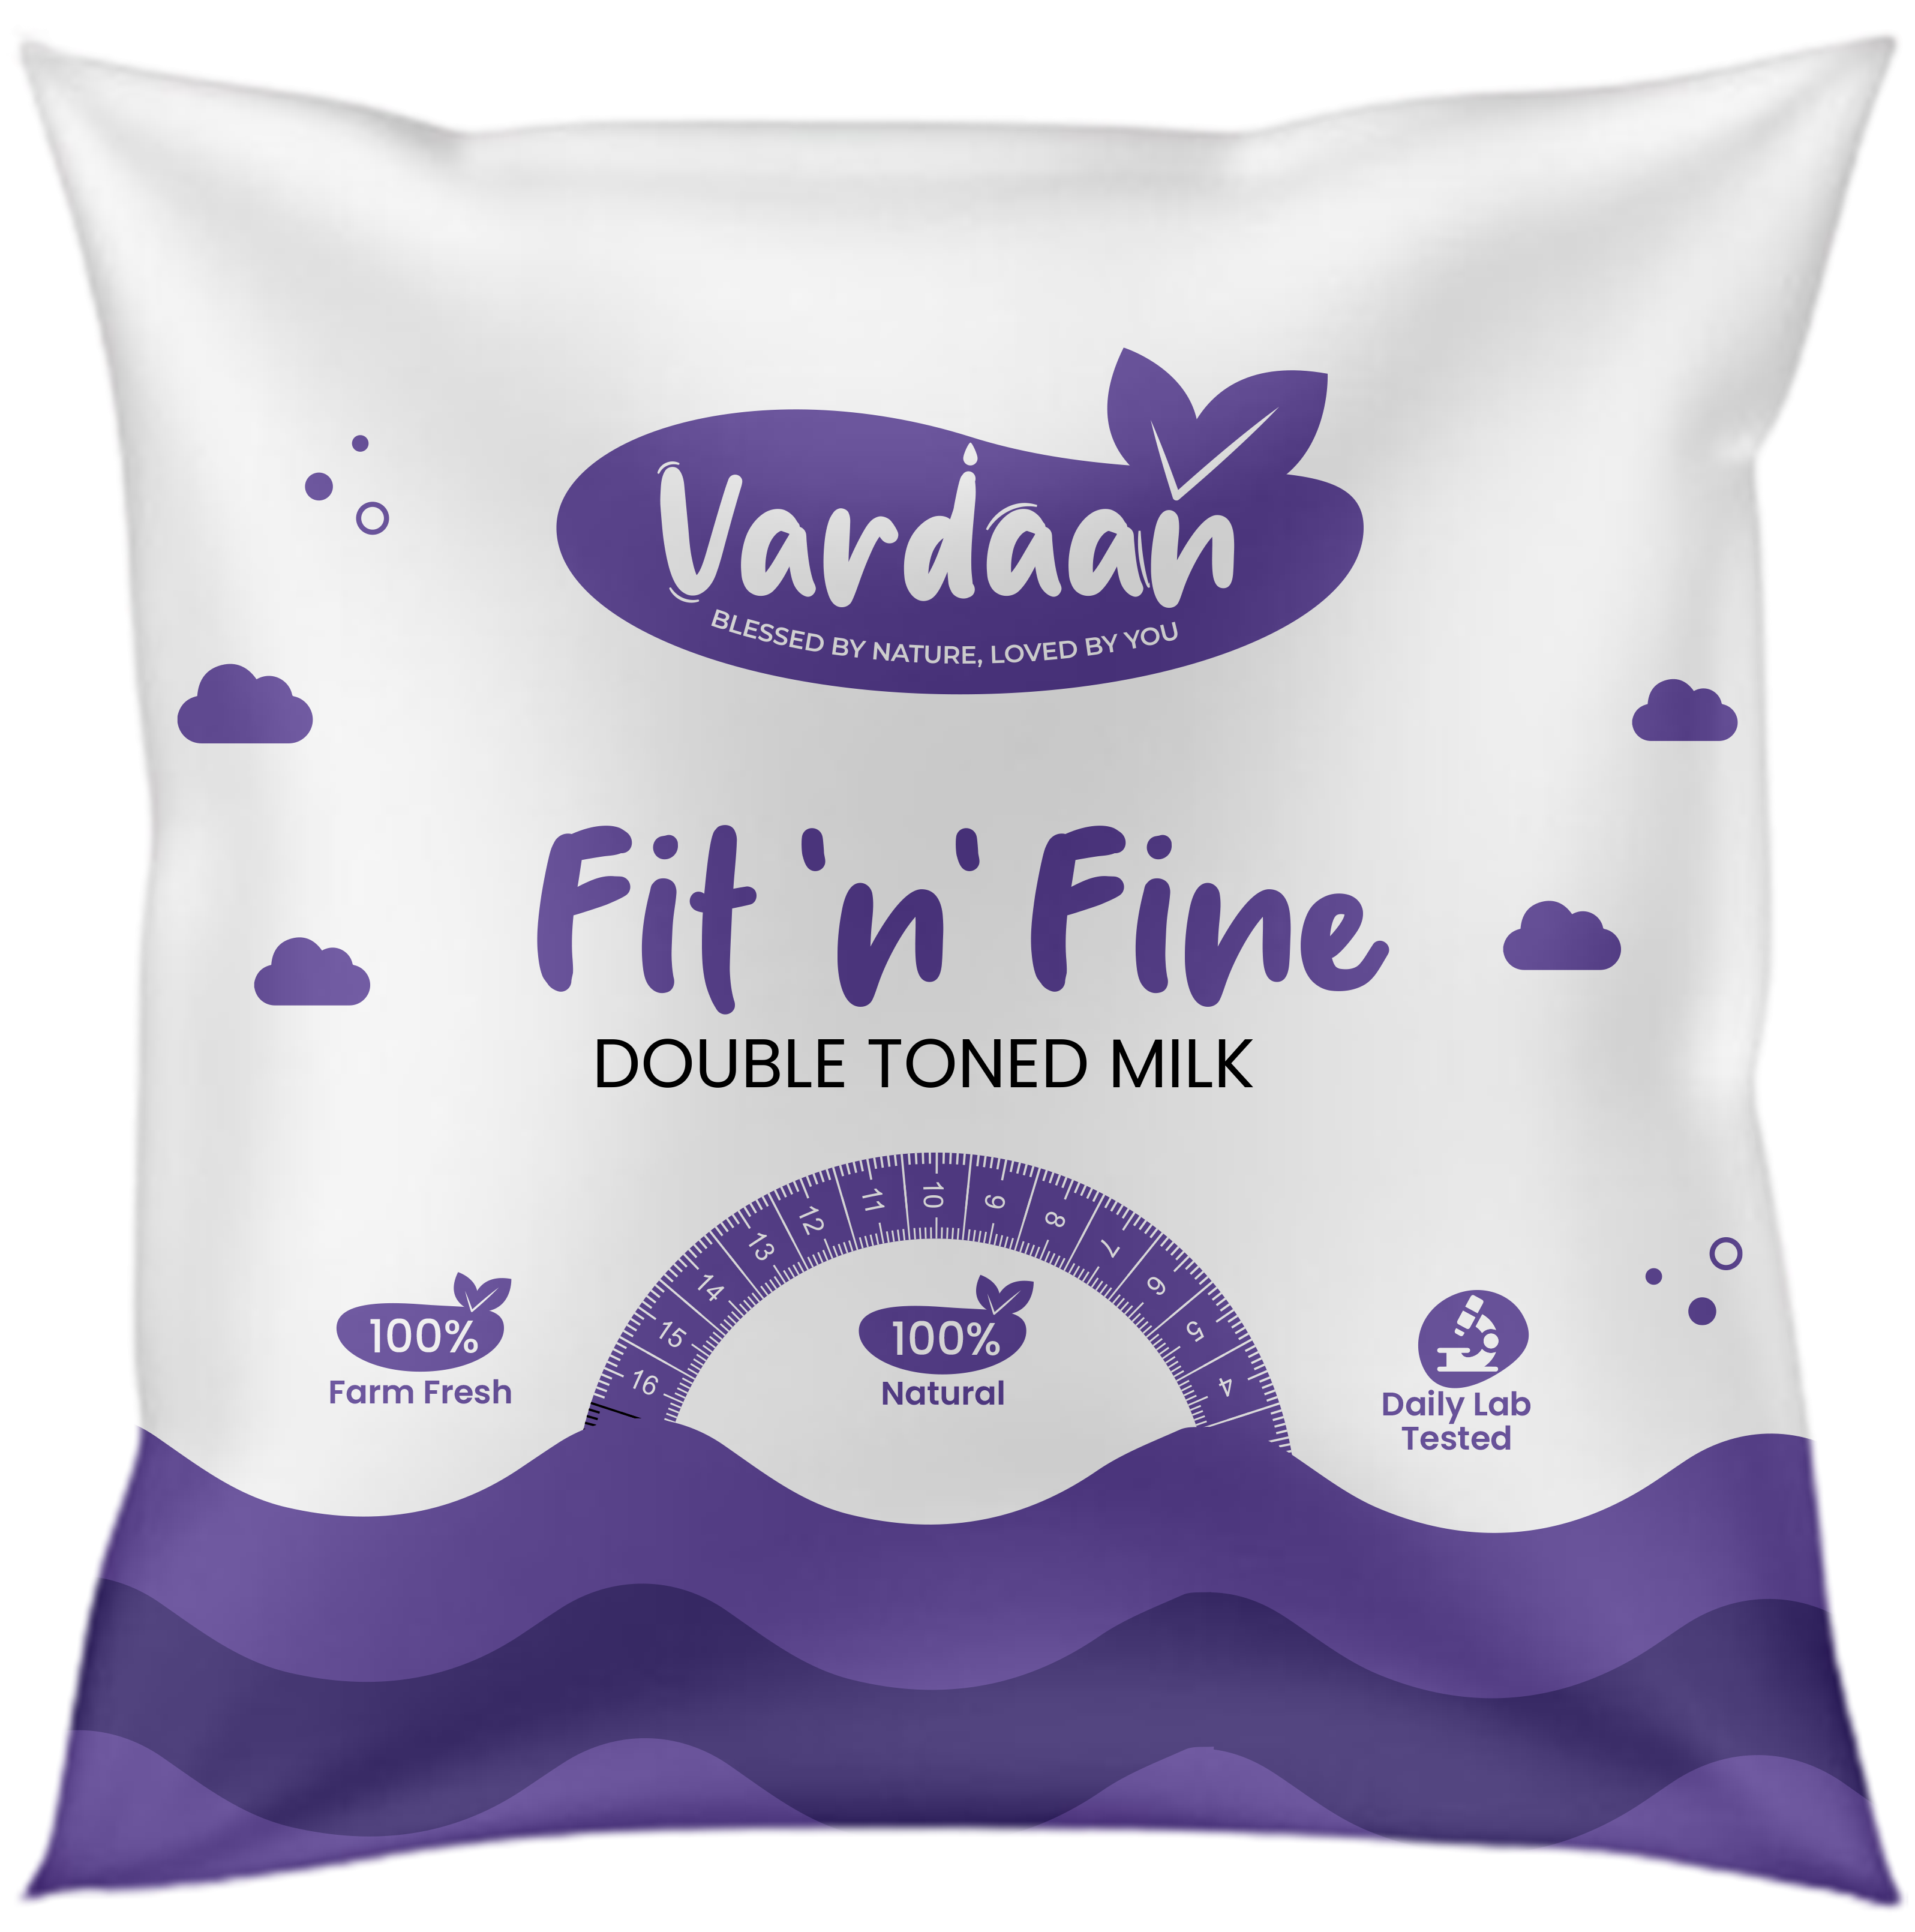 Vardaan
BLESSED BY NATURE, LOVED BY YOU
Fit 'n' Fine
DOUBLE TONED MILK
16 15 14 13 12 11 10 9 8 7 6 5 4
100%
Farm Fresh
100%
Natural
Daily Lab
Tested